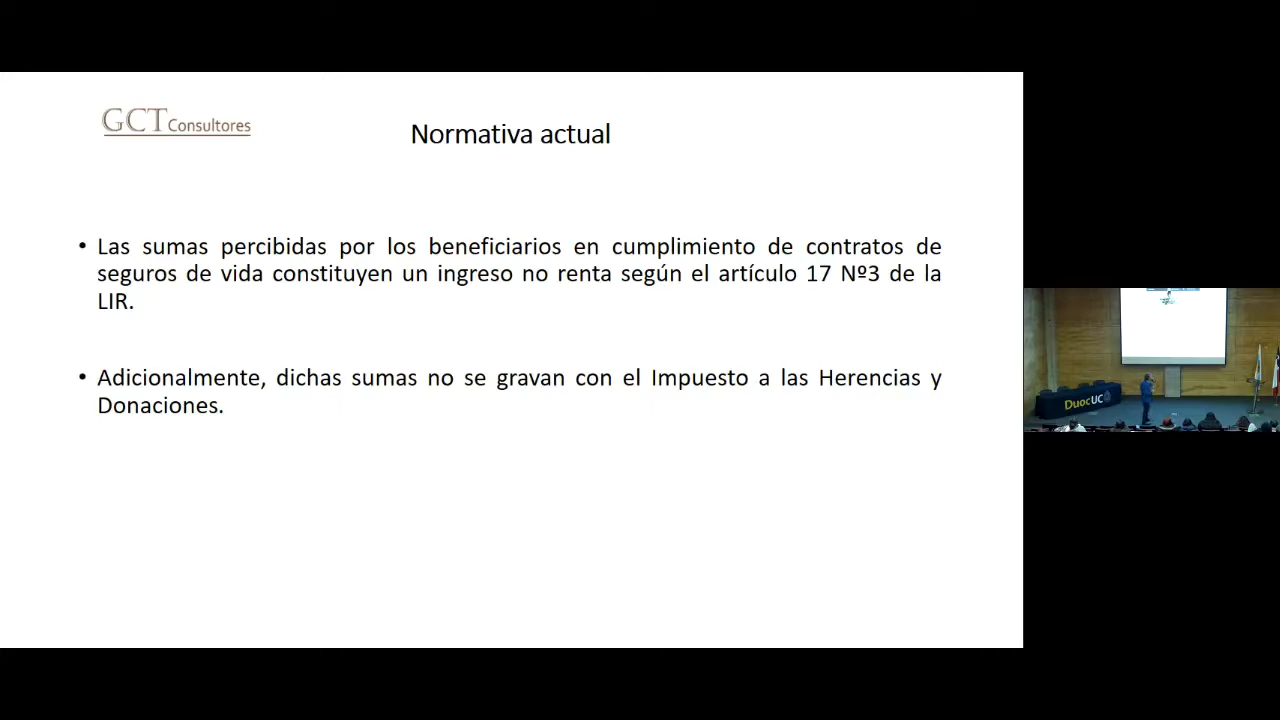 GCT Consultores
Normativa actual
• Las sumas percibidas por los beneficiarios en cumplimiento de contratos de
seguros de vida constituyen un ingreso no renta según el artículo 17 Nº3 de la
LIR.
• Adicionalmente, dichas sumas no se gravan con el Impuesto a las Herencias y
Donaciones.
DuocUC